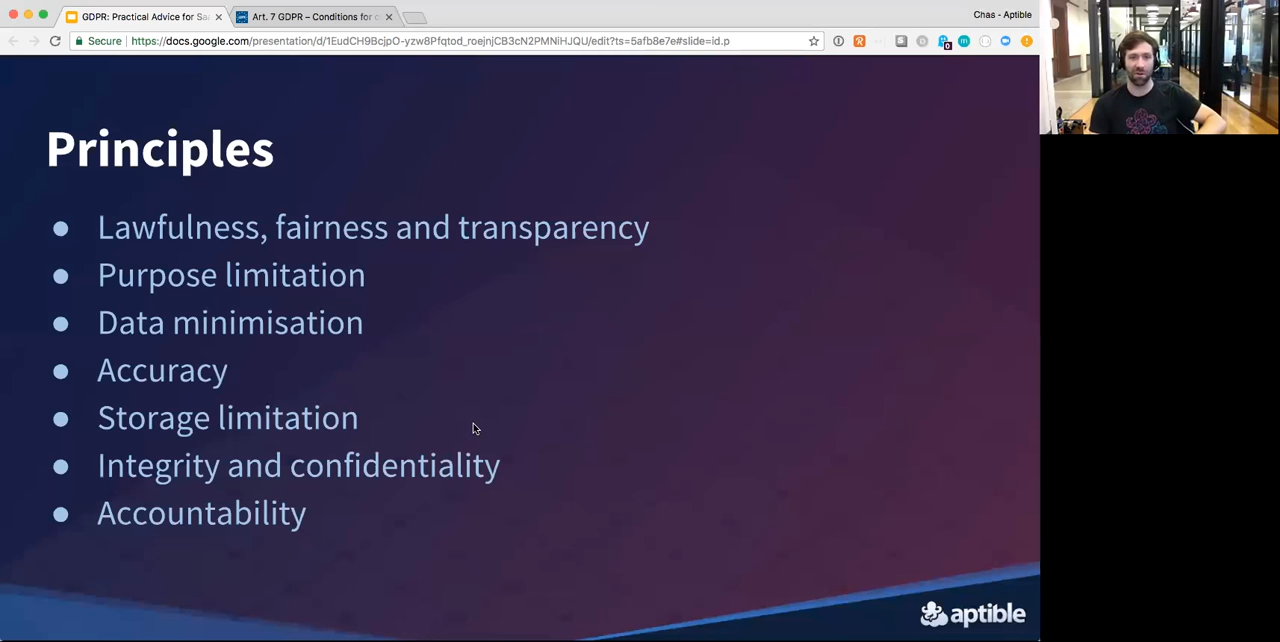 GDPR: Practical Advice for Sa
Art. 7 GDPR – Conditions for c
Chas - Aptible
Secure
https://docs.google.com/presentation/d/1EudCH9BcjpO-yzw8Pfqtod_roejnjCB3cN2PMNiHJQU/edit?ts=5afb8e7e#slide=id.p
Principles
● Lawfulness, fairness and transparency
● Purpose limitation
● Data minimisation
● Accuracy
● Storage limitation
● Integrity and confidentiality
● Accountability
aptible